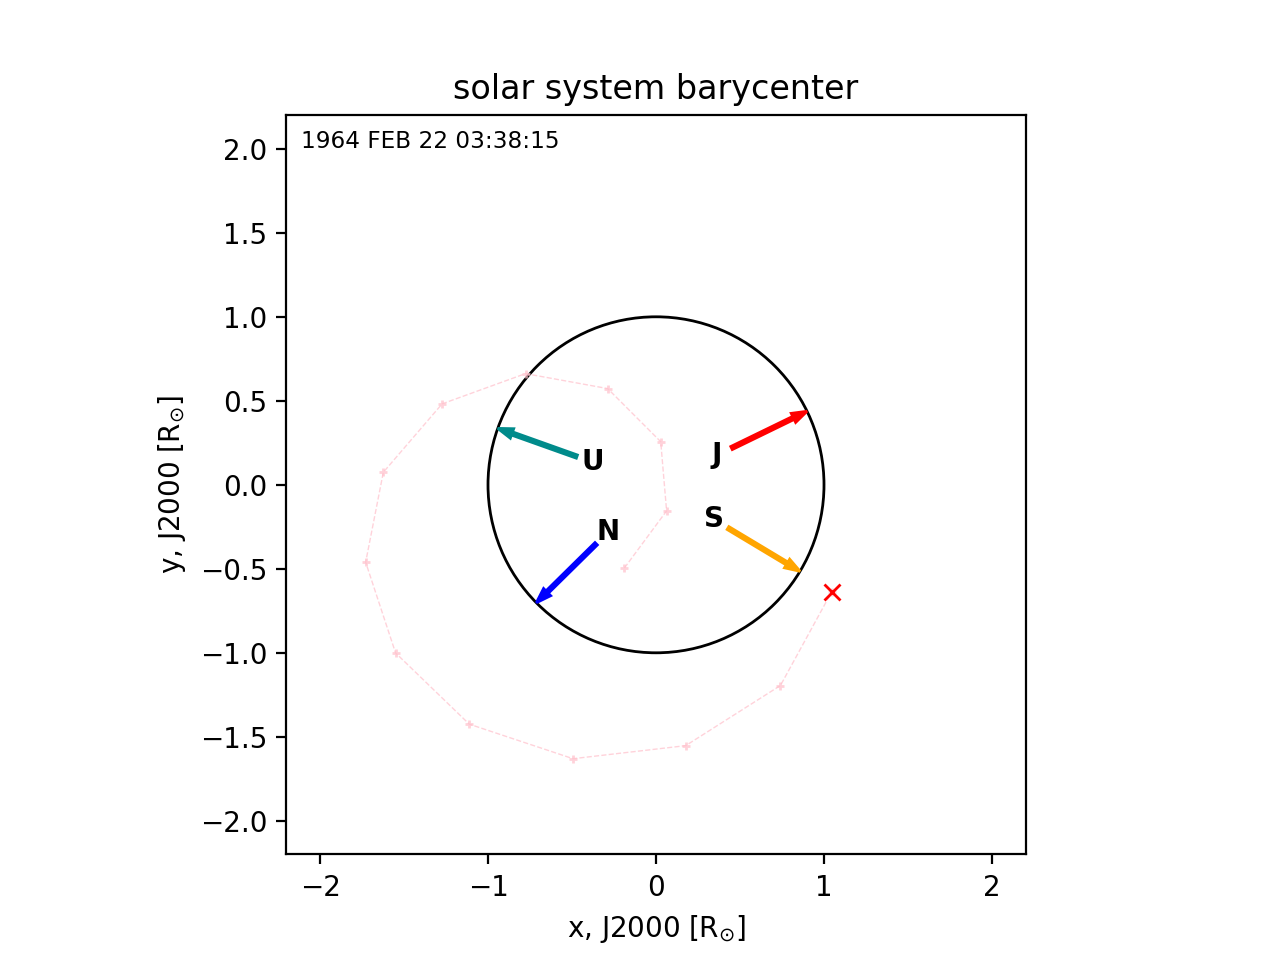 solar system barycenter
1964 FEB 22 03:38:15
2.0
1.5
1.0
0.5
0.0
−0.5
−1.0
−1.5
−2.0
y, J2000 [R☉]
U
J
N
S
−2
−1
0
1
2
x, J2000 [R☉]